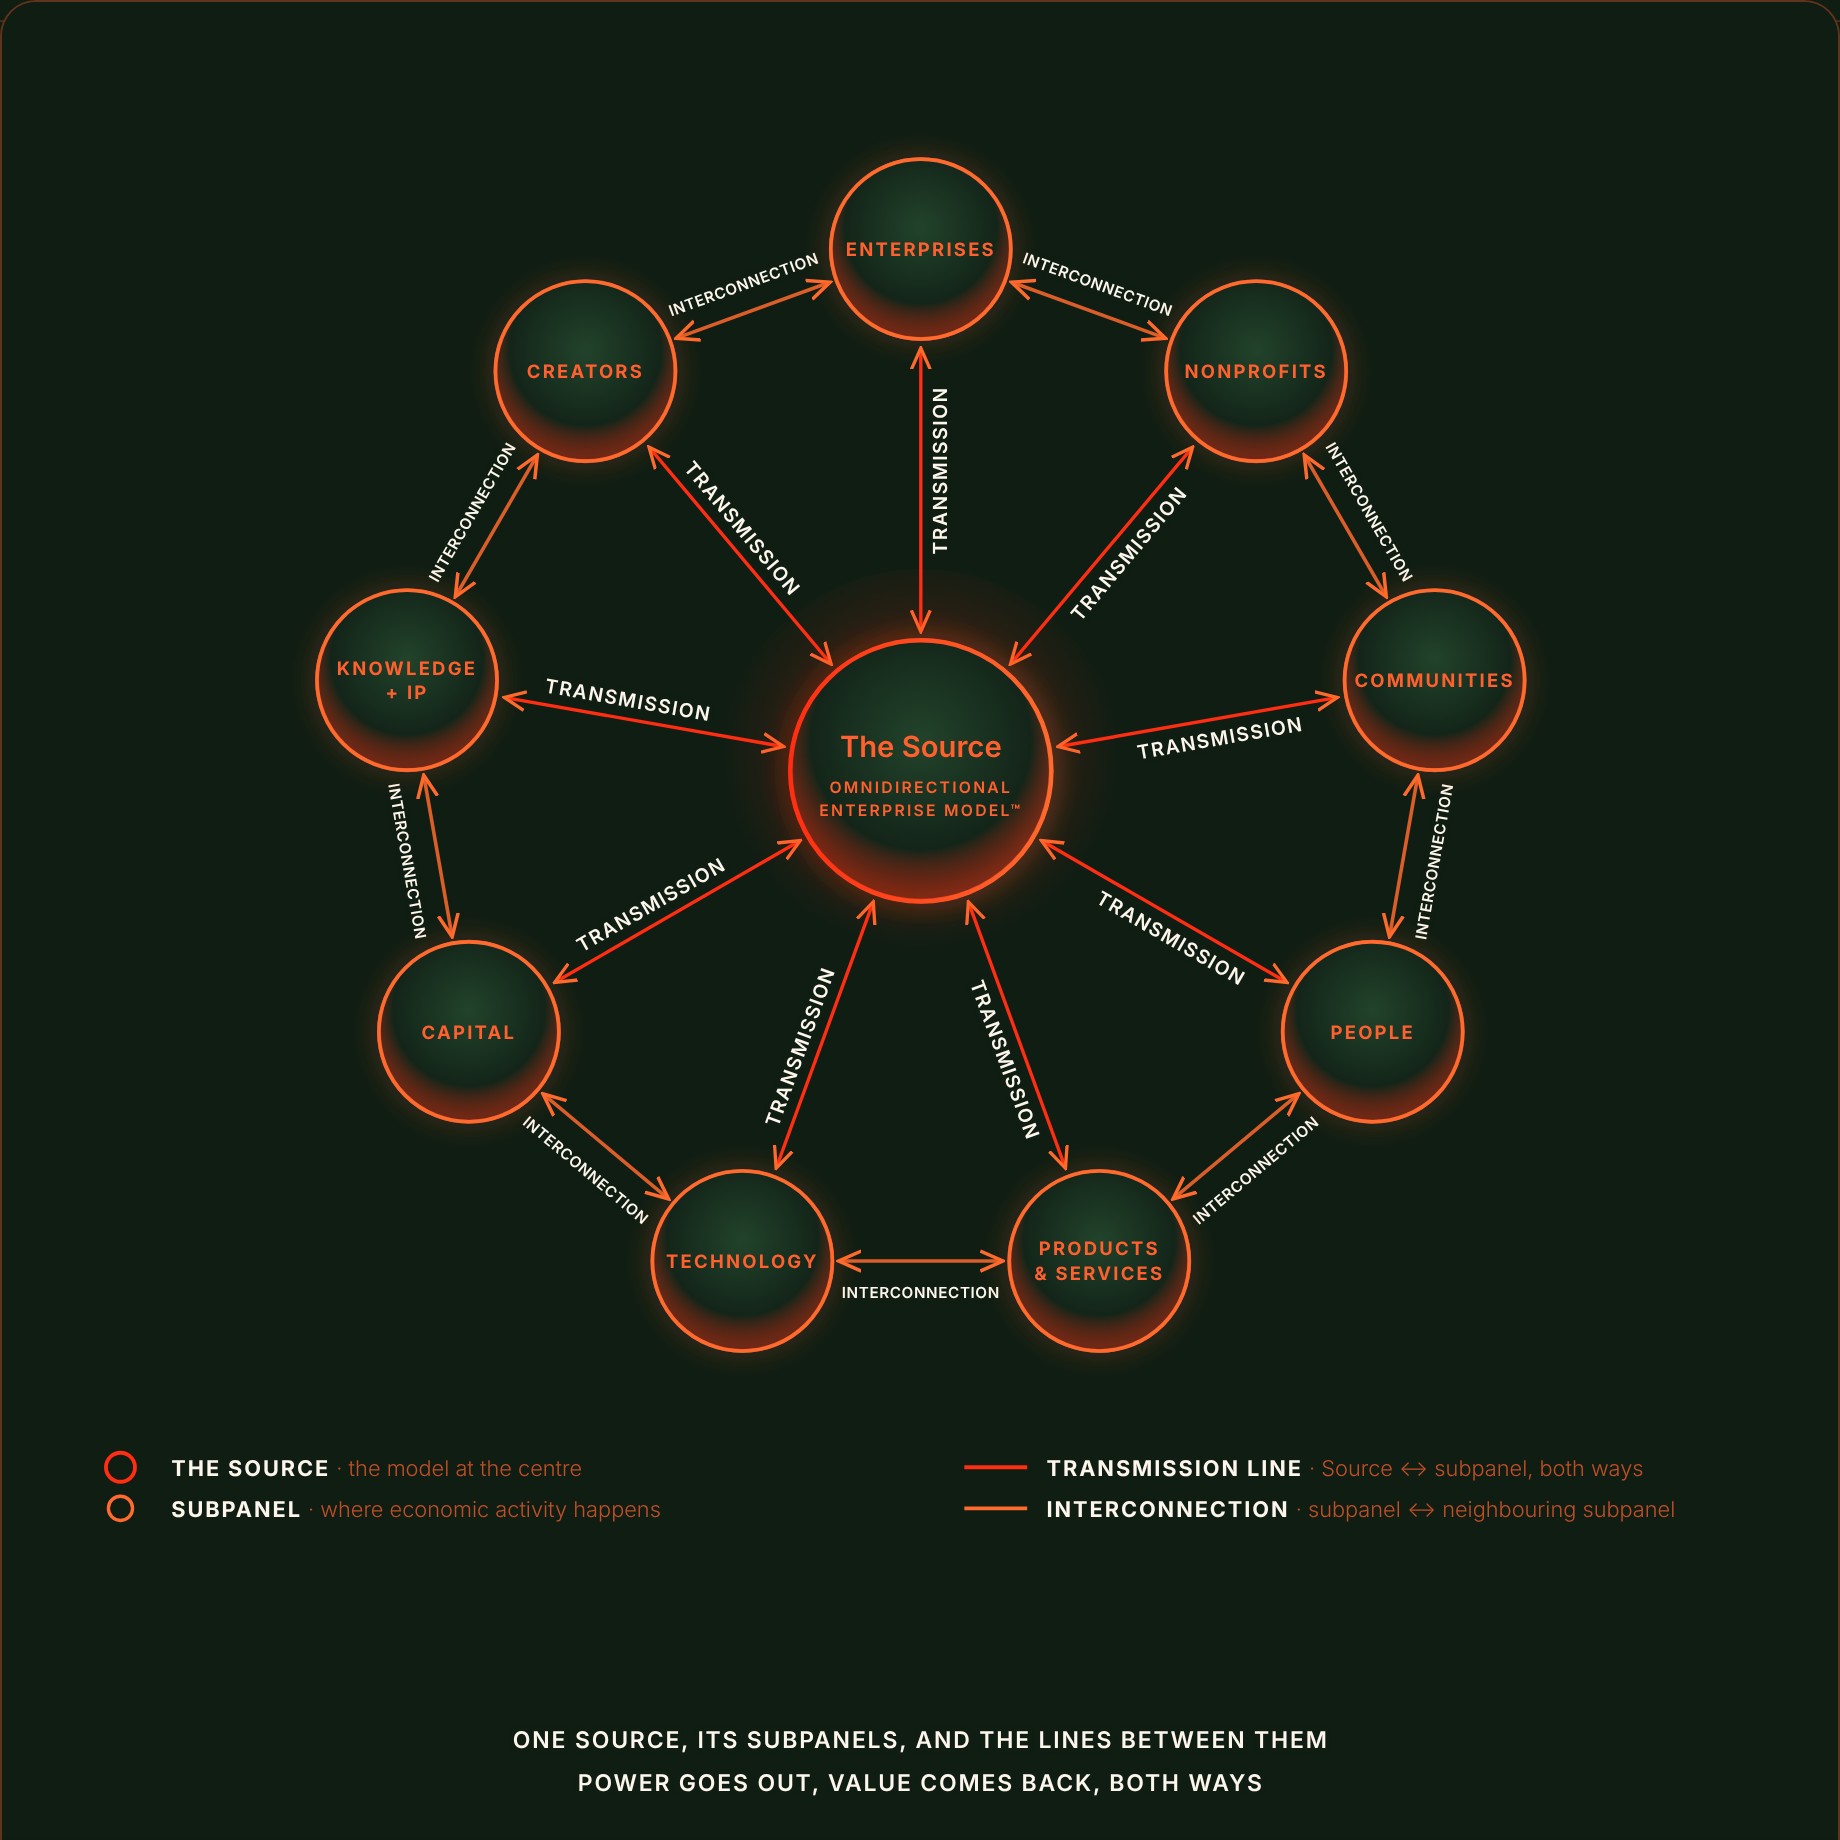 ENTERPRISES
INTERCONNECTION
INTERCONNECTION
CREATORS
NONPROFITS
TRANSMISSION
TRANSMISSION
TRANSMISSION
INTERCONNECTION
INTERCONNECTION
KNOWLEDGE
+ IP
COMMUNITIES
TRANSMISSION
TRANSMISSION
The Source
OMNIDIRECTIONAL
ENTERPRISE MODEL™
INTERCONNECTION
INTERCONNECTION
TRANSMISSION
TRANSMISSION
CAPITAL
PEOPLE
TRANSMISSION
TRANSMISSION
INTERCONNECTION
INTERCONNECTION
TECHNOLOGY
PRODUCTS
& SERVICES
INTERCONNECTION
THE SOURCE · the model at the centre
SUBPANEL · where economic activity happens
TRANSMISSION LINE · Source ↔ subpanel, both ways
INTERCONNECTION · subpanel ↔ neighbouring subpanel
ONE SOURCE, ITS SUBPANELS, AND THE LINES BETWEEN THEM
POWER GOES OUT, VALUE COMES BACK, BOTH WAYS